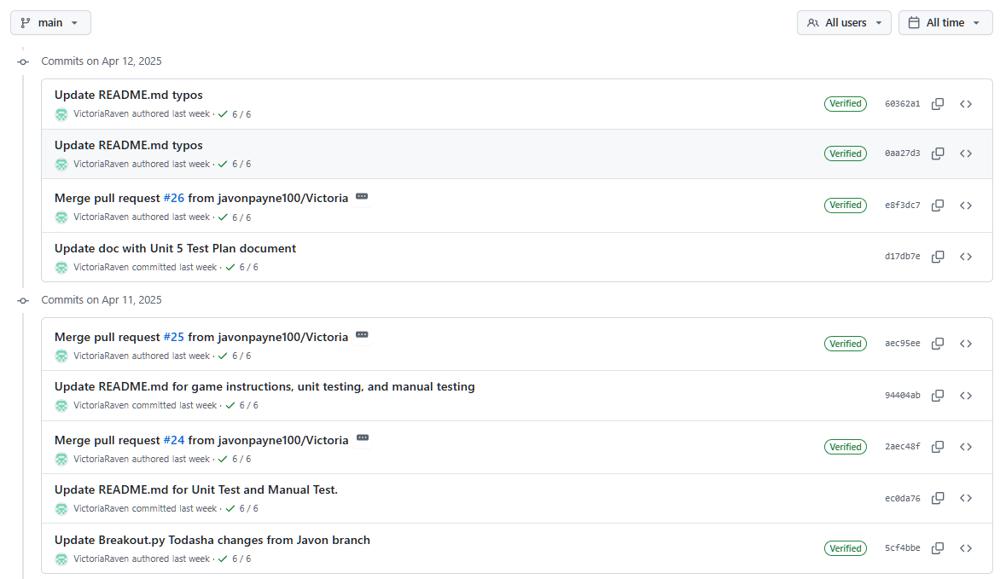 main
All users
All time
Commits on Apr 12, 2025
Update README.md typos
VictoriaRaven authored last week · 6 / 6
Verified
60362a1
Update README.md typos
VictoriaRaven authored last week · 6 / 6
Verified
0aa27d3
Merge pull request #26 from javonpayne100/Victoria
VictoriaRaven authored last week · 6 / 6
Verified
e8f3dc7
Update doc with Unit 5 Test Plan document
VictoriaRaven committed last week · 6 / 6
d17db7e
Commits on Apr 11, 2025
Merge pull request #25 from javonpayne100/Victoria
VictoriaRaven authored last week · 6 / 6
Verified
aec95ee
Update README.md for game instructions, unit testing, and manual testing
VictoriaRaven committed last week · 6 / 6
94404ab
Merge pull request #24 from javonpayne100/Victoria
VictoriaRaven authored last week · 6 / 6
Verified
2aec48f
Update README.md for Unit Test and Manual Test.
VictoriaRaven committed last week · 6 / 6
ec0da76
Update Breakout.py Todasha changes from Javon branch
VictoriaRaven authored last week · 6 / 6
Verified
5cf4bbe